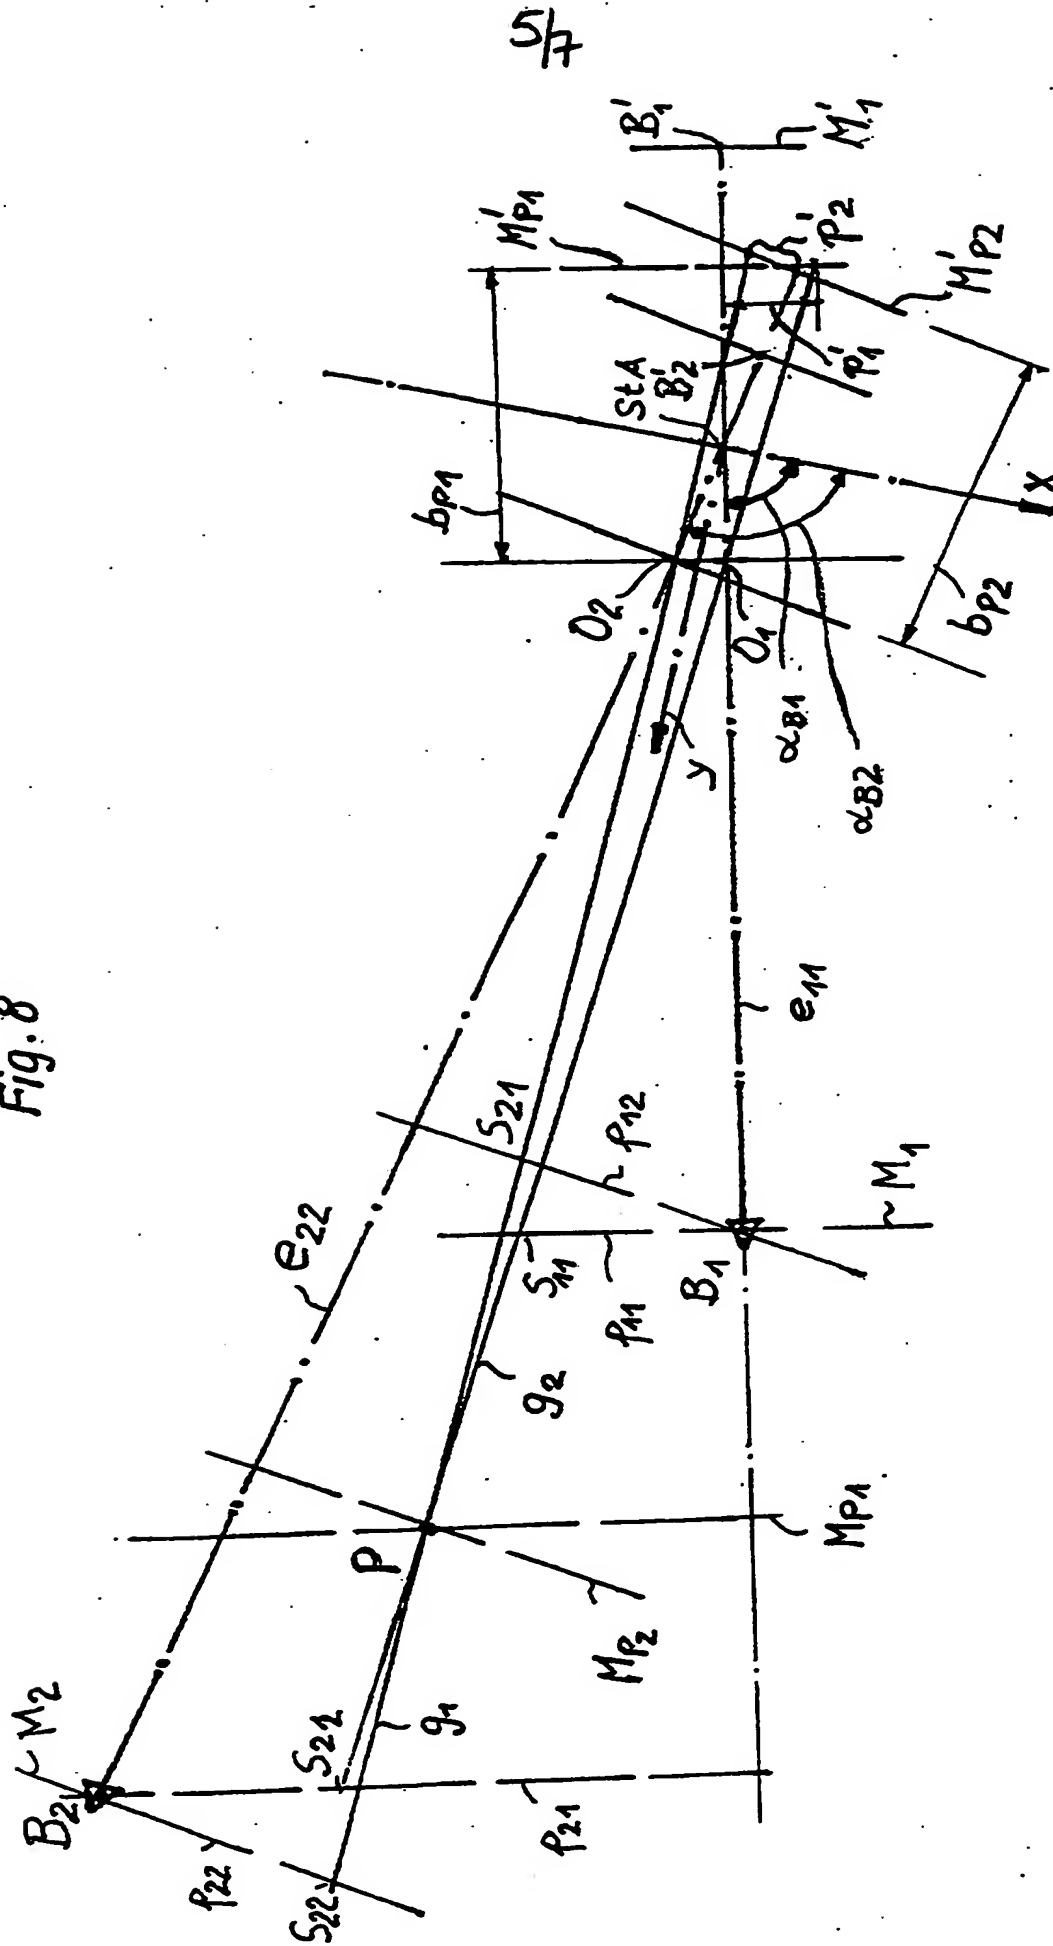 5/7
Fig. 8
B'1
M'1
M'P1
bP1
StA
B'2
p'2
p'1
M'P2
X
bP2
O2
O1
αB1
αB2
y
e11
e22
S21
p12
M1
S11
p11
B1
g2
P
MP1
MP2
M2
B2
S21
g1
p22
p21
S22